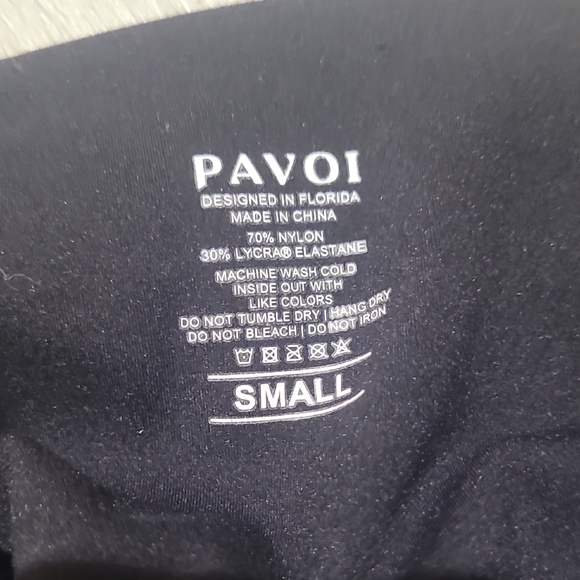 PAVOI
DESIGNED IN FLORIDA
MADE IN CHINA
70% NYLON
30% LYCRA® ELASTANE
MACHINE WASH COLD
INSIDE OUT WITH
LIKE COLORS
DO NOT TUMBLE DRY | HANG DRY
DO NOT BLEACH | DO NOT IRON
SMALL